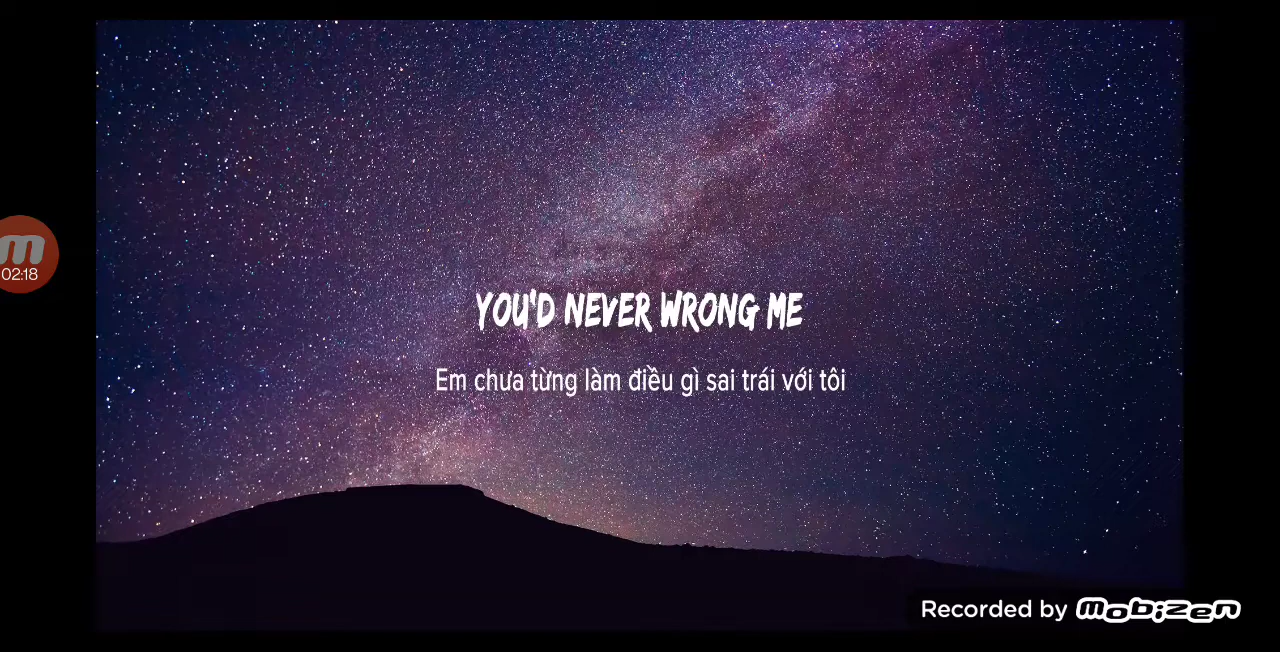 m
02:18
YOU'D NEVER WRONG ME
Em chưa từng làm điều gì sai trái với tôi
Recorded by mobizen